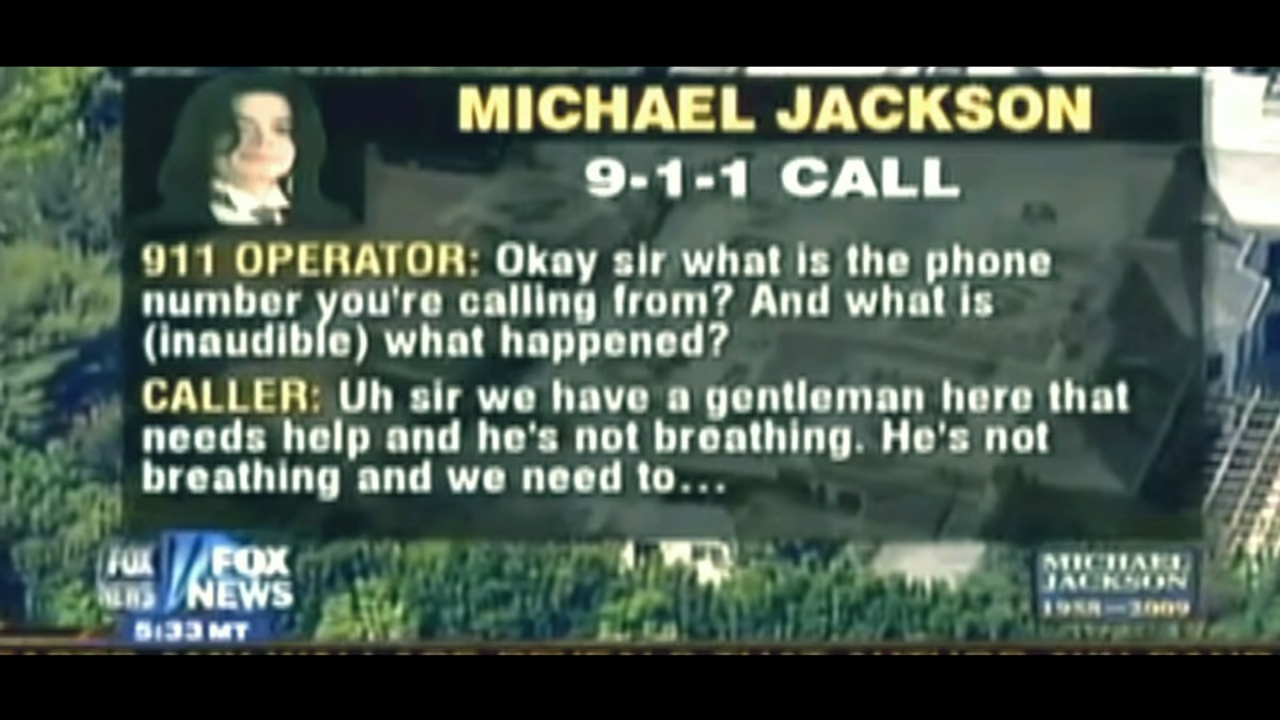 MICHAEL JACKSON
9-1-1 CALL
911 OPERATOR: Okay sir what is the phone
number you're calling from? And what is
(inaudible) what happened?
CALLER: Uh sir we have a gentleman here that
needs help and he's not breathing. He's not
breathing and we need to...
FOX
NEWS
FOX
NEWS
5:33 MT
MICHAEL
JACKSON
1958—2009